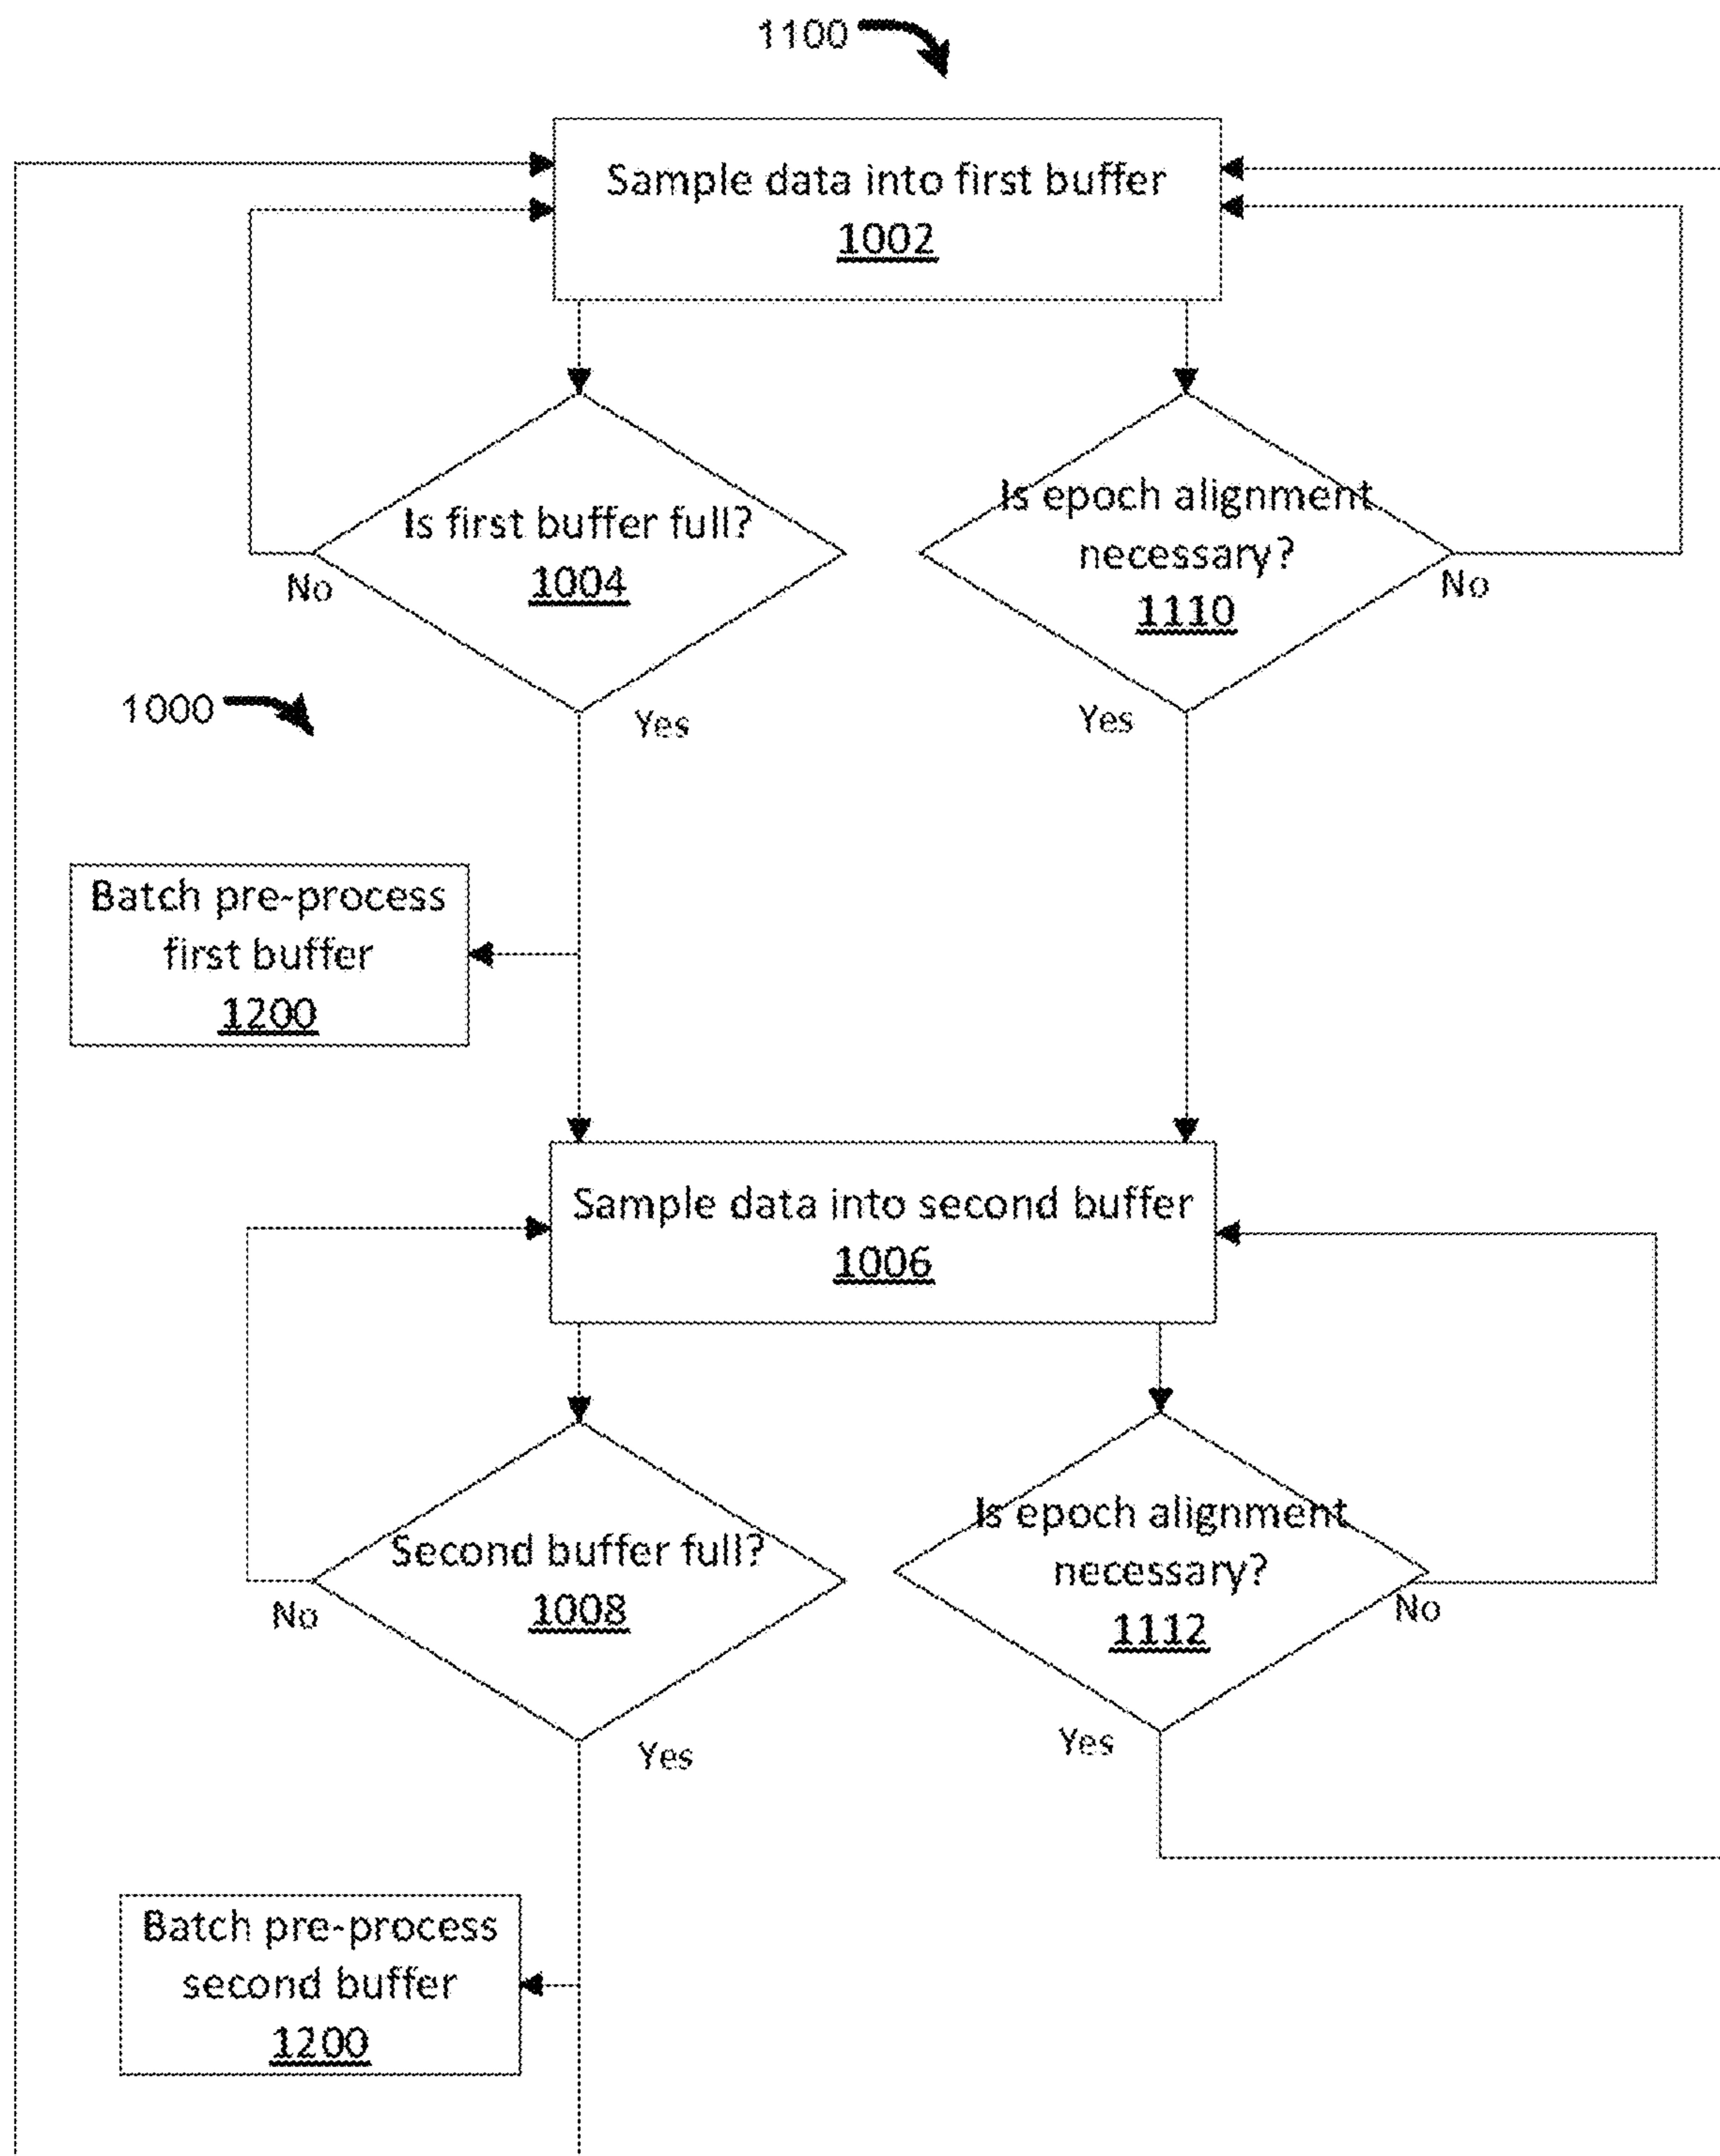 1100
Sample data into first buffer
1002
Is first buffer full?
1004
No
Yes
Is epoch alignment
necessary?
1110
No
Yes
1000
Batch pre-process
first buffer
1200
Sample data into second buffer
1006
Second buffer full?
1008
No
Yes
Is epoch alignment
necessary?
1112
No
Yes
Batch pre-process
second buffer
1200